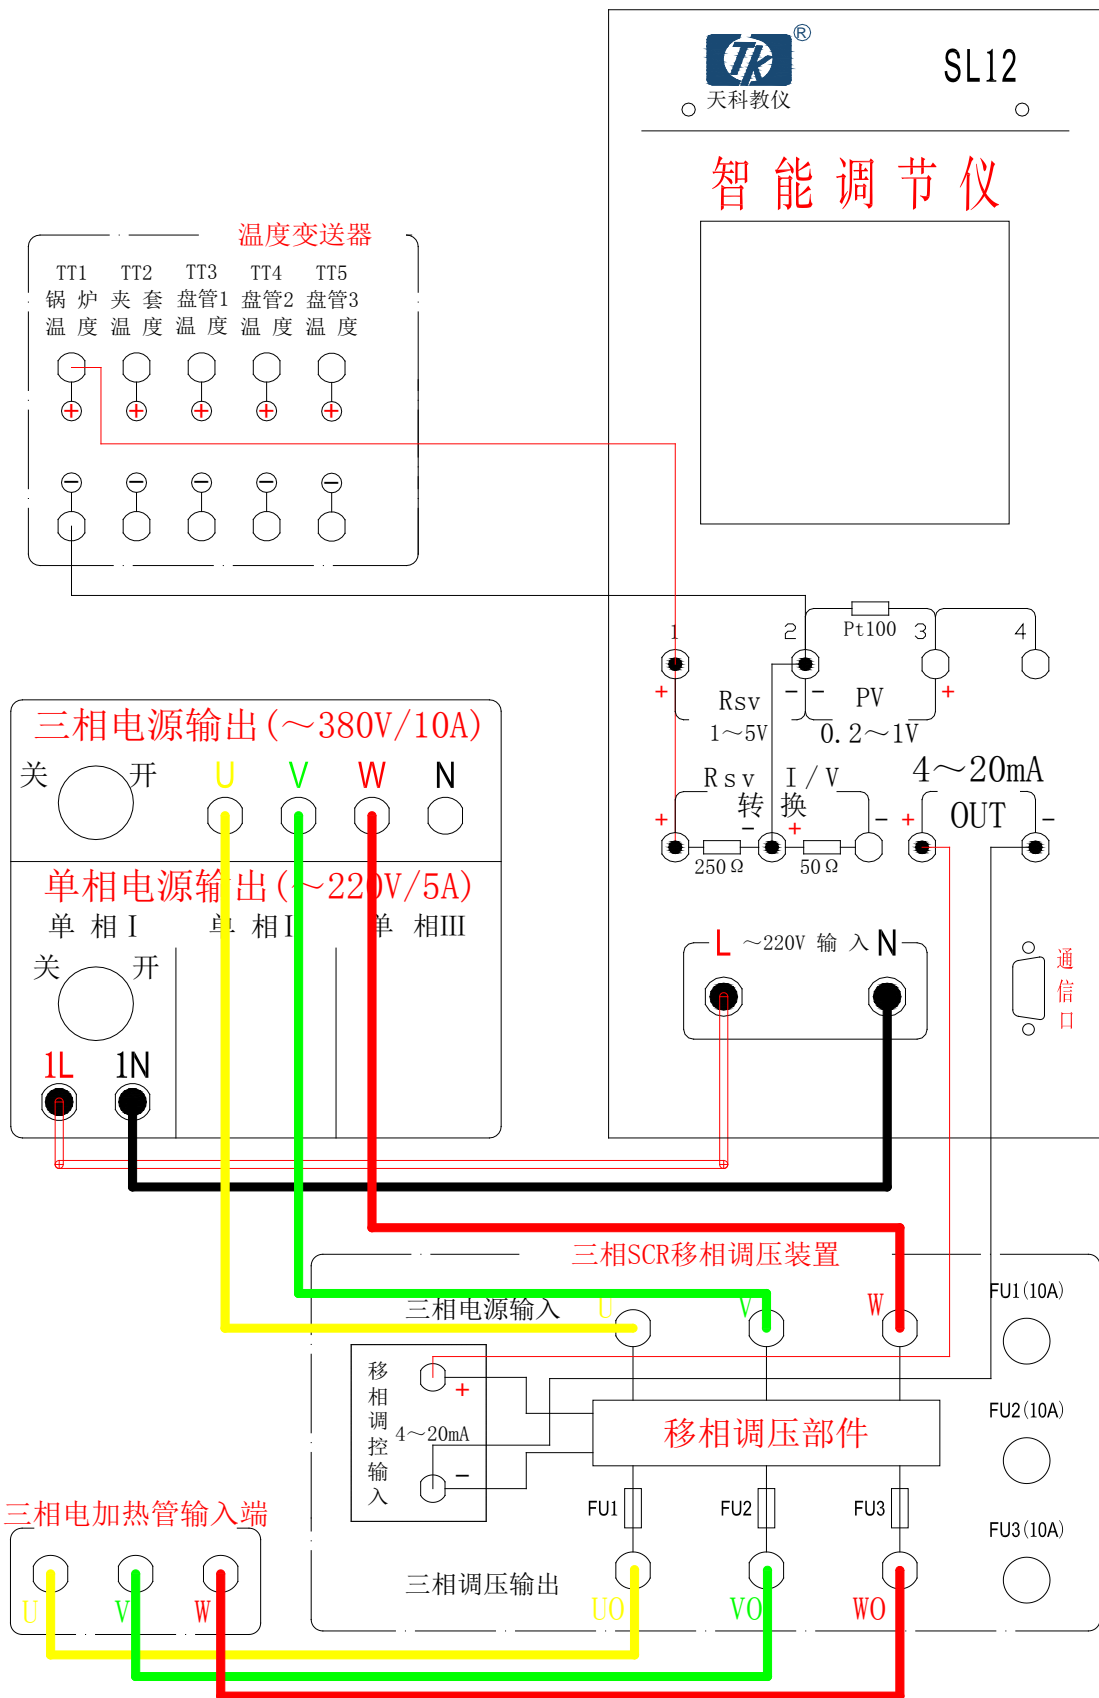 ®
天科教仪
SL12
智能调节仪
温度变送器
TT1 TT2 TT3 TT4 TT5
锅炉 夹套 盘管1 盘管2 盘管3
温度 温度 温度 温度 温度
+ + + + +
− − − − −
1 2 Pt100 3 4
+ Rsv − − PV +
1～5V 0.2～1V
三相电源输出(～380V/10A)
关 开 U V W N
Rsv I/V
转换
4～20mA
OUT
+ − + − + −
250Ω 50Ω
单相电源输出(～220V/5A)
单相I 单相I 单相III
关 开
L ～220V 输入 N
通信口
1L 1N
三相SCR移相调压装置
三相电源输入 U V W
FU1(10A)
移相调控输入
+
4～20mA
−
移相调压部件
FU2(10A)
FU1 FU2 FU3
FU3(10A)
三相调压输出
UO VO WO
三相电加热管输入端
U V W